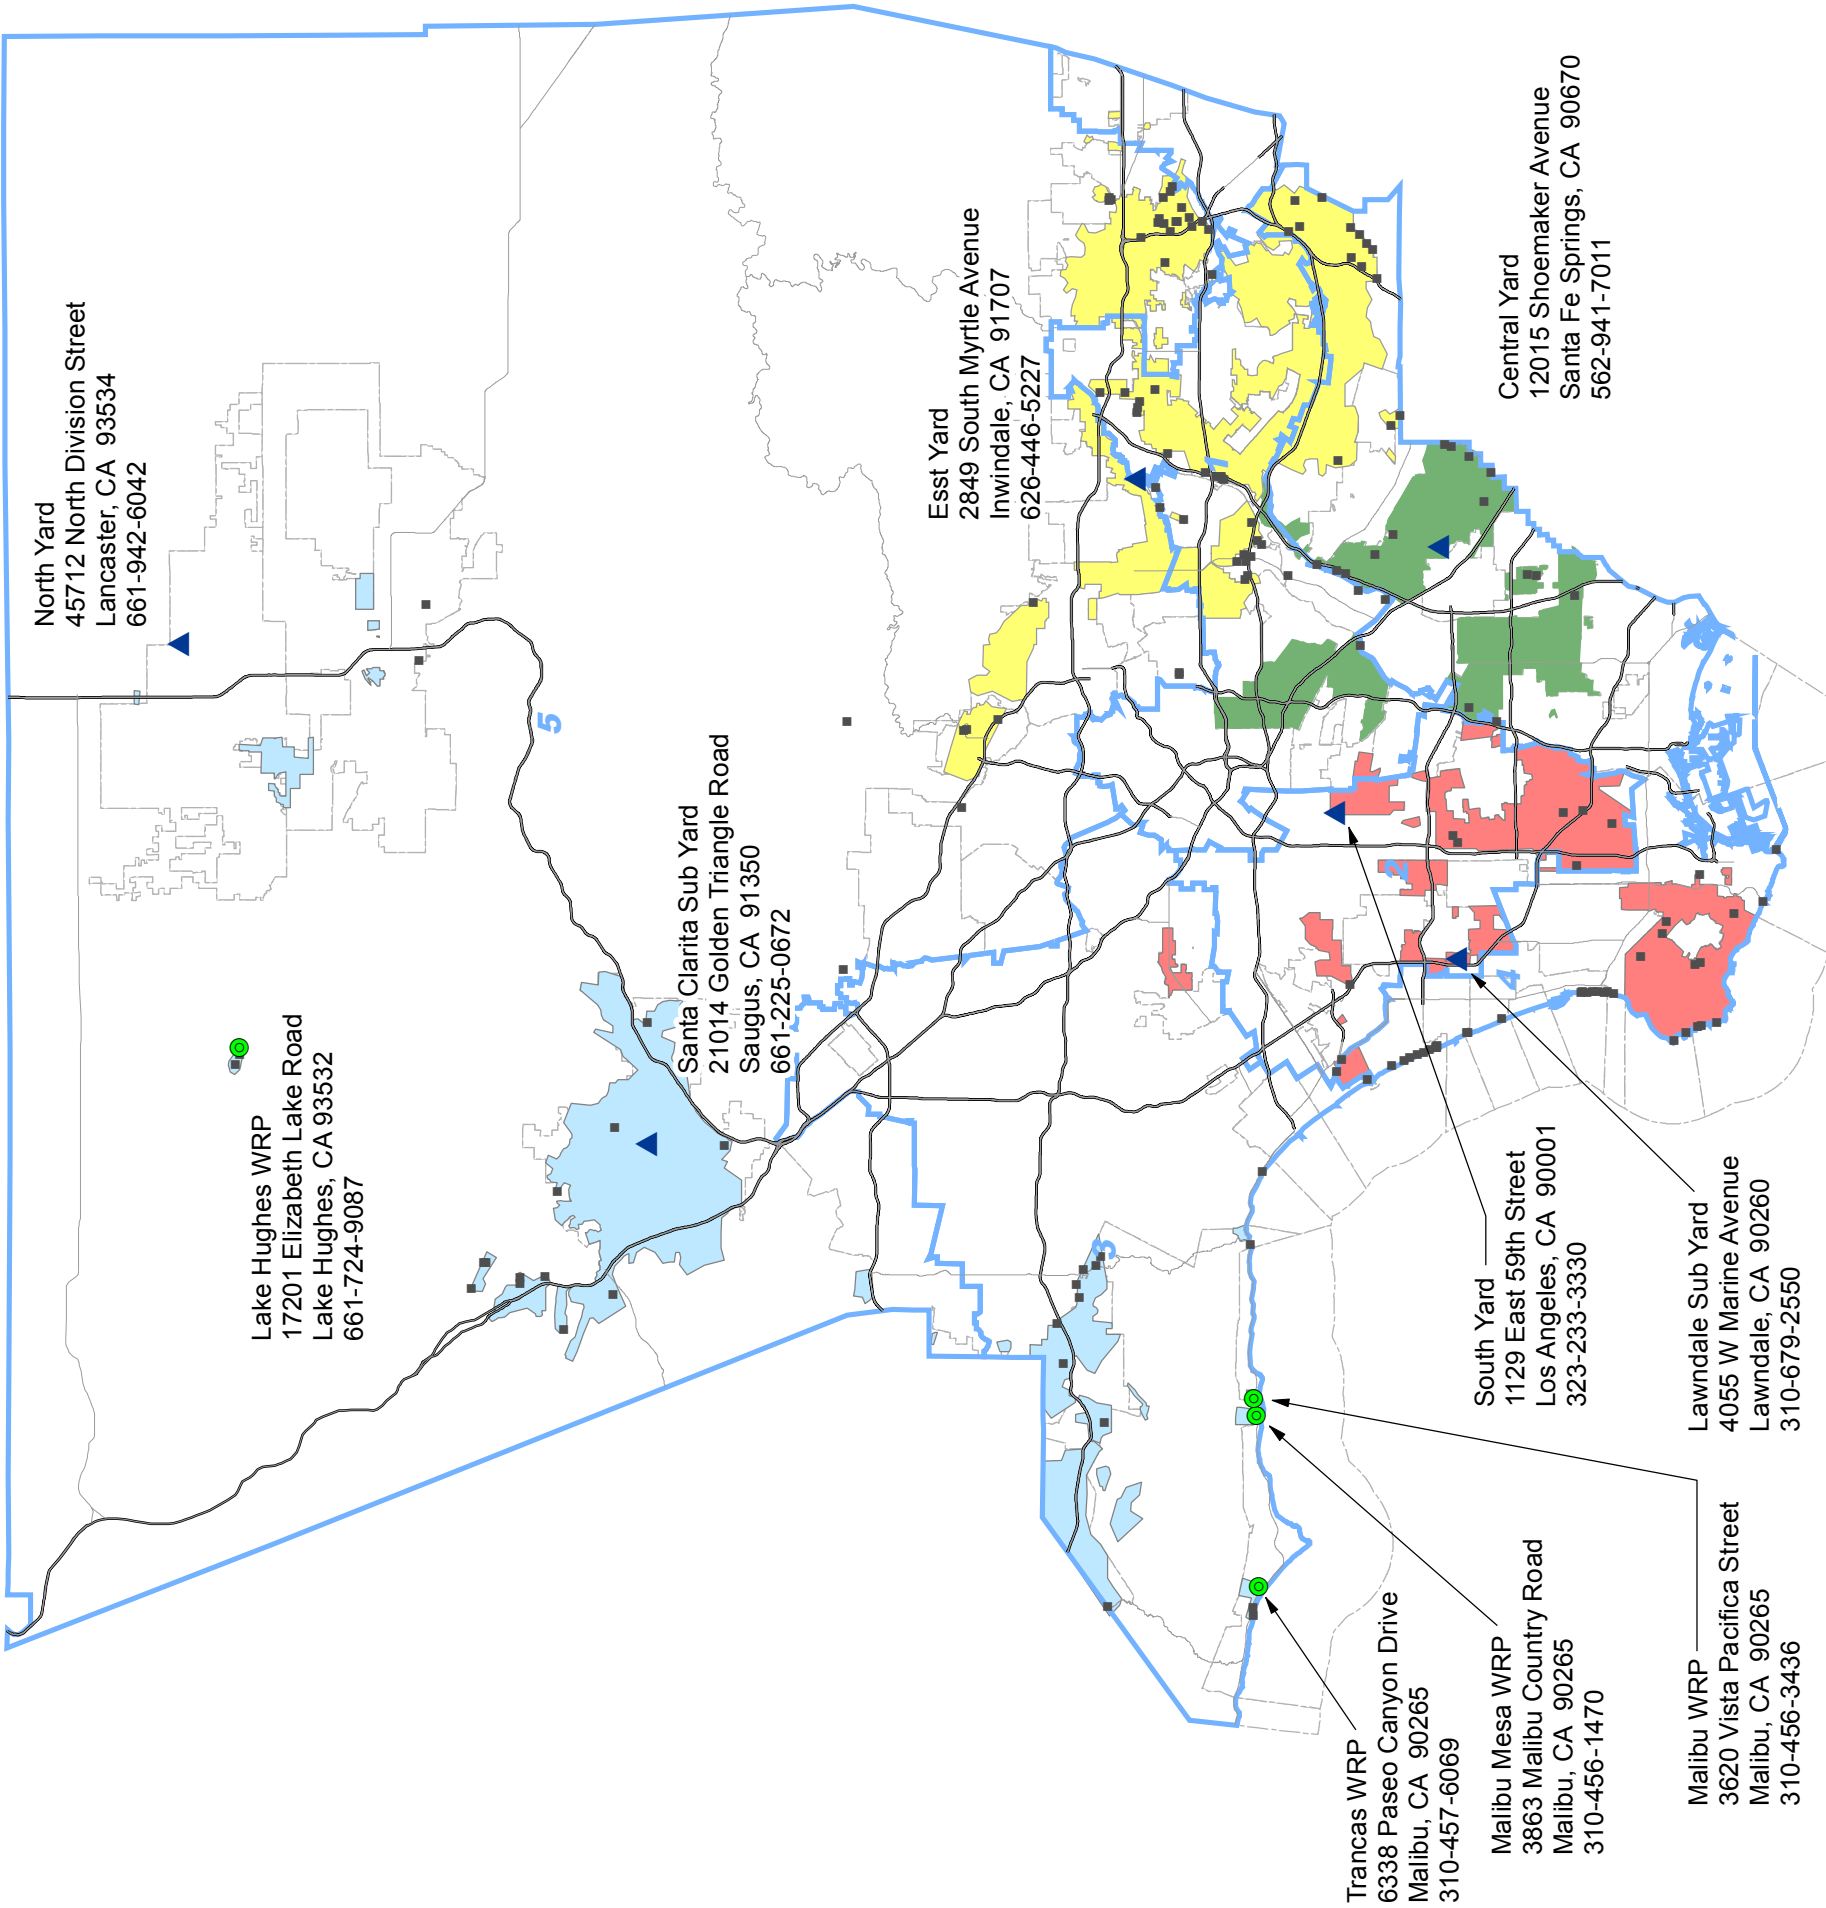 North Yard
45712 North Division Street
Lancaster, CA  93534
661-942-6042
Lake Hughes WRP
17201 Elizabeth Lake Road
Lake Hughes, CA 93532
661-724-9087
5
Santa Clarita Sub Yard
21014 Golden Triangle Road
Saugus, CA  91350
661-225-0672
Esst Yard
2849 South Myrtle Avenue
Inwindale, CA  91707
626-446-5227
3
Central Yard
12015 Shoemaker Avenue
Santa Fe Springs, CA  90670
562-941-7011
2
4
Trancas WRP
6338 Paseo Canyon Drive
Malibu, CA  90265
310-457-6069
South Yard
1129 East 59th Street
Los Angeles, CA  90001
323-233-3330
Malibu Mesa WRP
3863 Malibu Country Road
Malibu, CA  90265
310-456-1470
Lawndale Sub Yard
4055 W Marine Avenue
Lawndale, CA  90260
310-679-2550
Malibu WRP
3620 Vista Pacifica Street
Malibu, CA  90265
310-456-3436